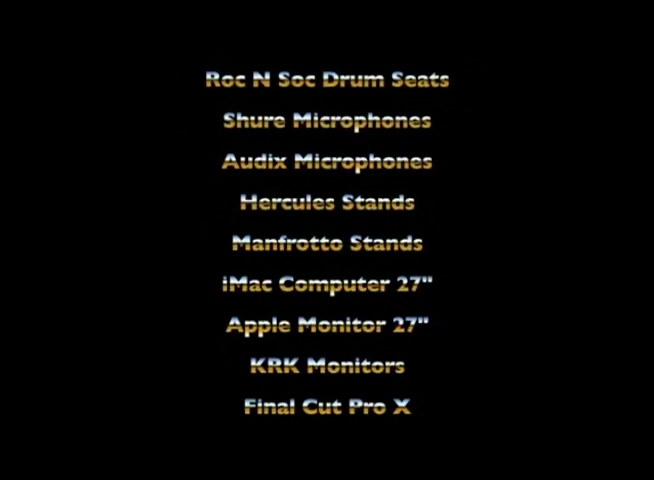 Roc N Soc Drum Seats
Shure Microphones
Audix Microphones
Hercules Stands
Manfrotto Stands
iMac Computer 27"
Apple Monitor 27"
KRK Monitors
Final Cut Pro X